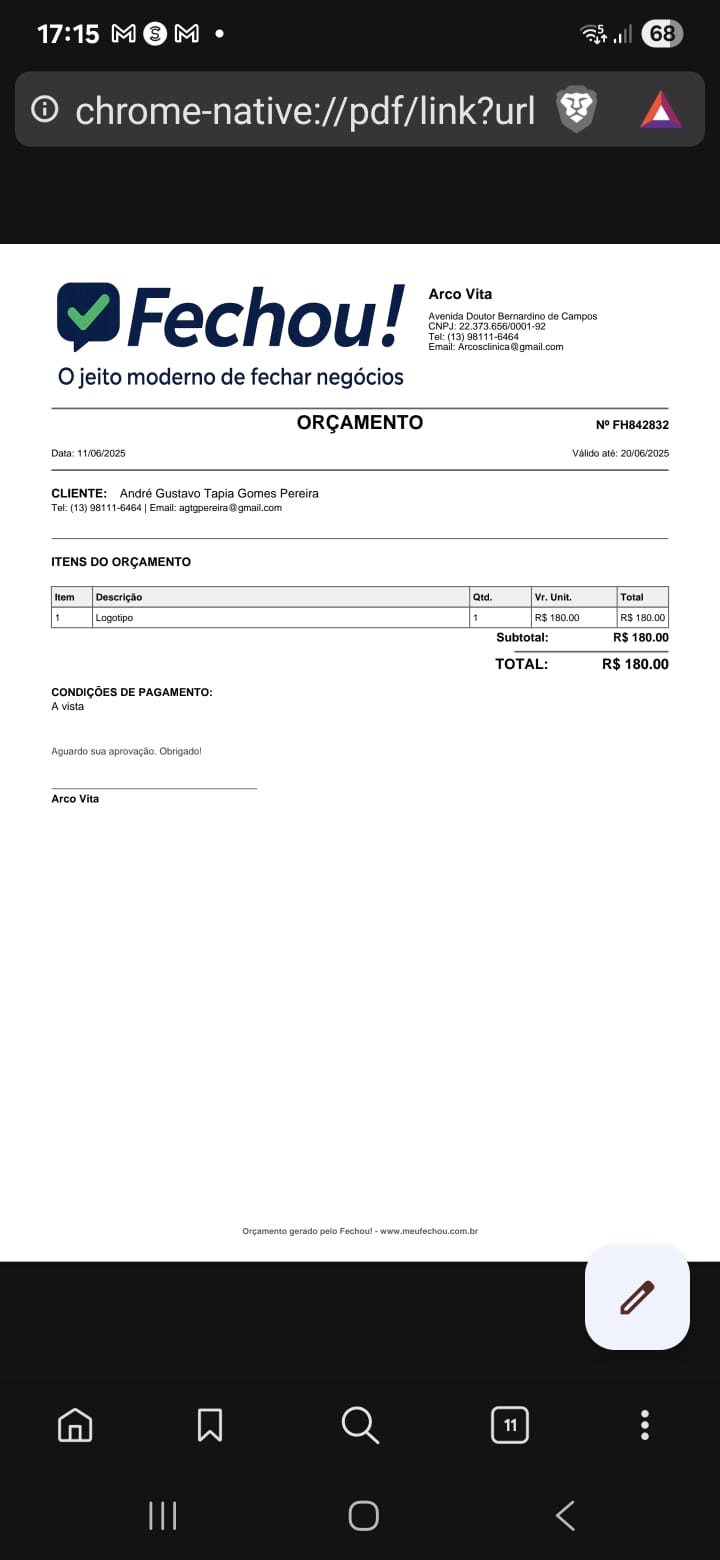 17:15
5
68
chrome-native://pdf/link?url
Fechou!
O jeito moderno de fechar negócios
Arco Vita
Avenida Doutor Bernardino de Campos
CNPJ: 22.373.656/0001-92
Tel: (13) 98111-6464
Email: Arcosclinica@gmail.com
ORÇAMENTO
Nº FH842832
Data: 11/06/2025
Válido até: 20/06/2025
CLIENTE: André Gustavo Tapia Gomes Pereira
Tel: (13) 98111-6464 | Email: agtgpereira@gmail.com
ITENS DO ORÇAMENTO
Item Descrição Qtd. Vr. Unit. Total
1 Logotipo 1 R$ 180.00 R$ 180.00
Subtotal: R$ 180.00
TOTAL: R$ 180.00
CONDIÇÕES DE PAGAMENTO:
A vista
Aguardo sua aprovação. Obrigado!
Arco Vita
Orçamento gerado pelo Fechou! - www.meufechou.com.br
11